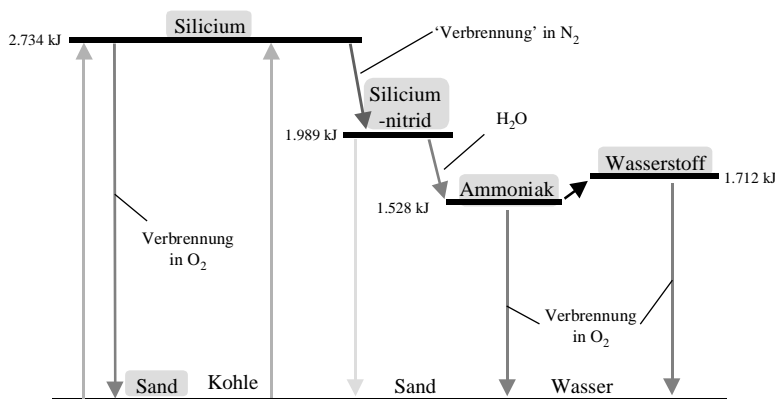 Silicium
2.734 kJ
'Verbrennung' in N₂
Silicium
-nitrid
1.989 kJ
H₂O
Wasserstoff
1.712 kJ
Ammoniak
1.528 kJ
Verbrennung
in O₂
Verbrennung
in O₂
Sand
Kohle
Sand
Wasser